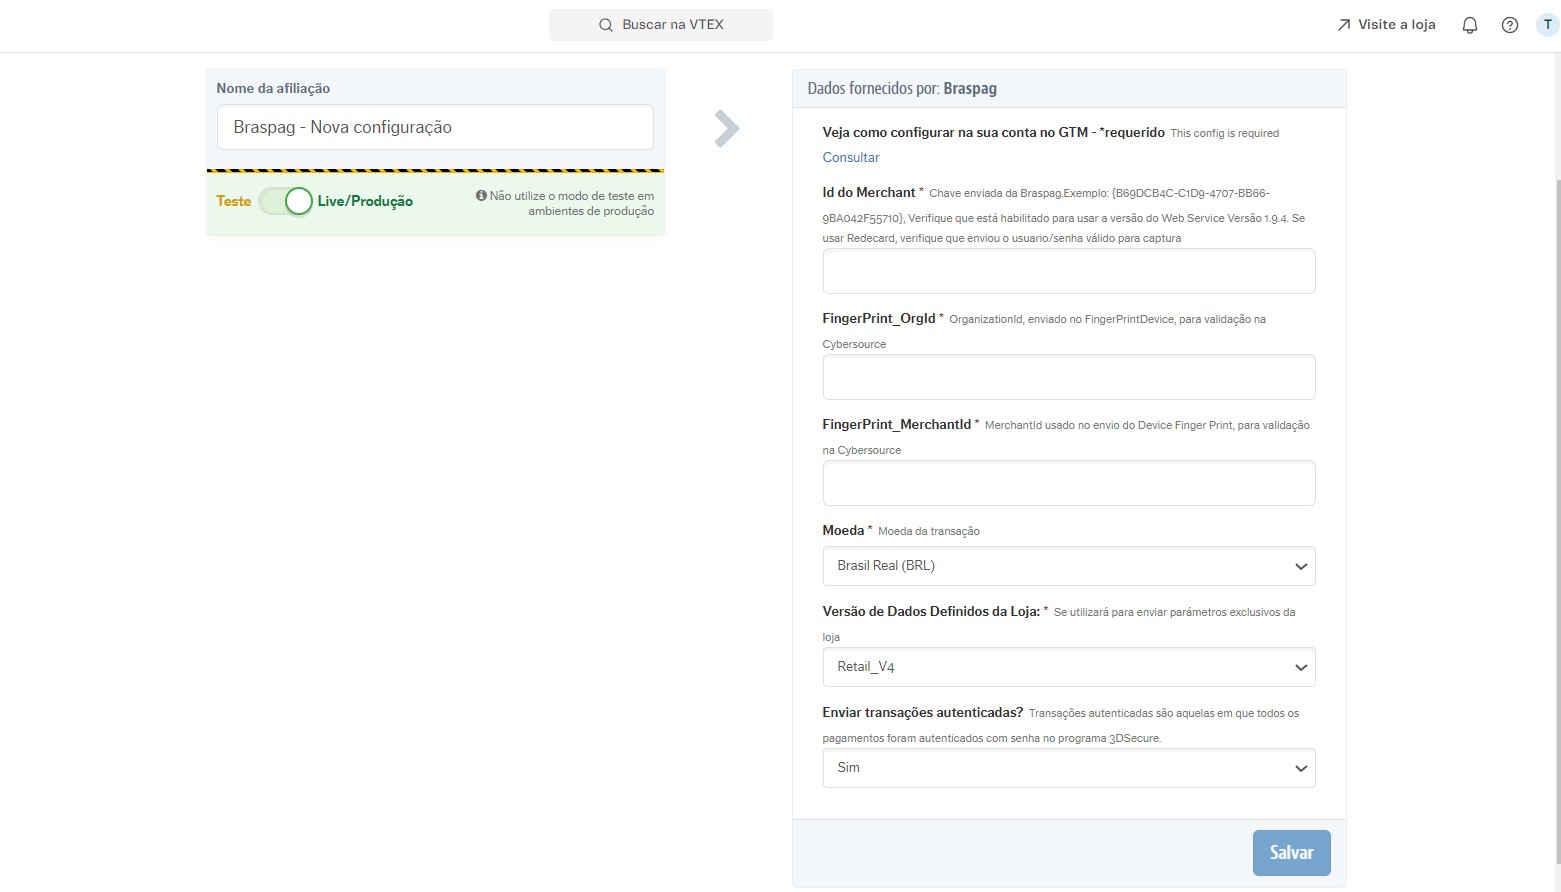 Buscar na VTEX
Visite a loja
T
Nome da afiliação
Braspag - Nova configuração
Teste
Live/Produção
Não utilize o modo de teste em
ambientes de produção
Dados fornecidos por: Braspag
Veja como configurar na sua conta no GTM - *requerido This config is required
Consultar
Id do Merchant * Chave enviada da Braspag.Exemplo: {B69DCB4C-C1D9-4707-BB66-
9BA042F55710}, Verifique que está habilitado para usar a versão do Web Service Versão 1.9.4. Se
usar Redecard, verifique que enviou o usuario/senha válido para captura
FingerPrint_OrgId * OrganizationId, enviado no FingerPrintDevice, para validação na
Cybersource
FingerPrint_MerchantId * MerchantId usado no envio do Device Finger Print, para validação
na Cybersource
Moeda * Moeda da transação
Brasil Real (BRL)
Versão de Dados Definidos da Loja: * Se utilizará para enviar parámetros exclusivos da
loja
Retail_V4
Enviar transações autenticadas? Transações autenticadas são aquelas em que todos os
pagamentos foram autenticados com senha no programa 3DSecure.
Sim
Salvar